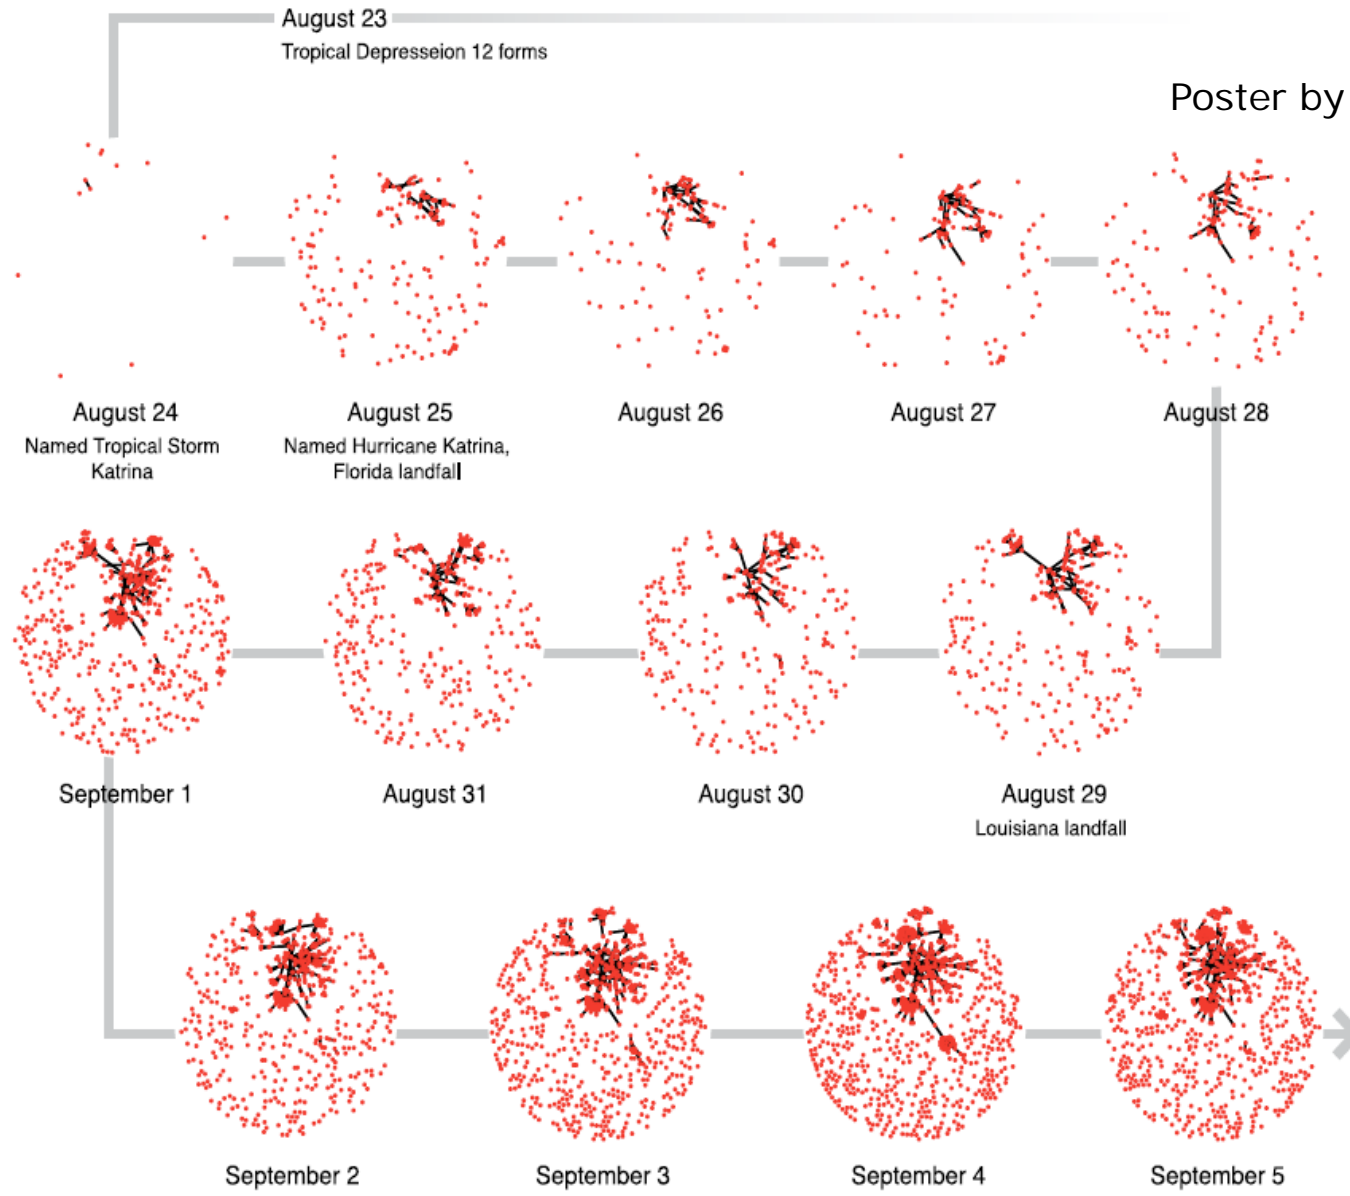 August 23
Tropical Depresseion 12 forms
Poster by
August 24
Named Tropical Storm
Katrina
August 25
Named Hurricane Katrina,
Florida landfall
August 26
August 27
August 28
September 1
August 31
August 30
August 29
Louisiana landfall
September 2
September 3
September 4
September 5